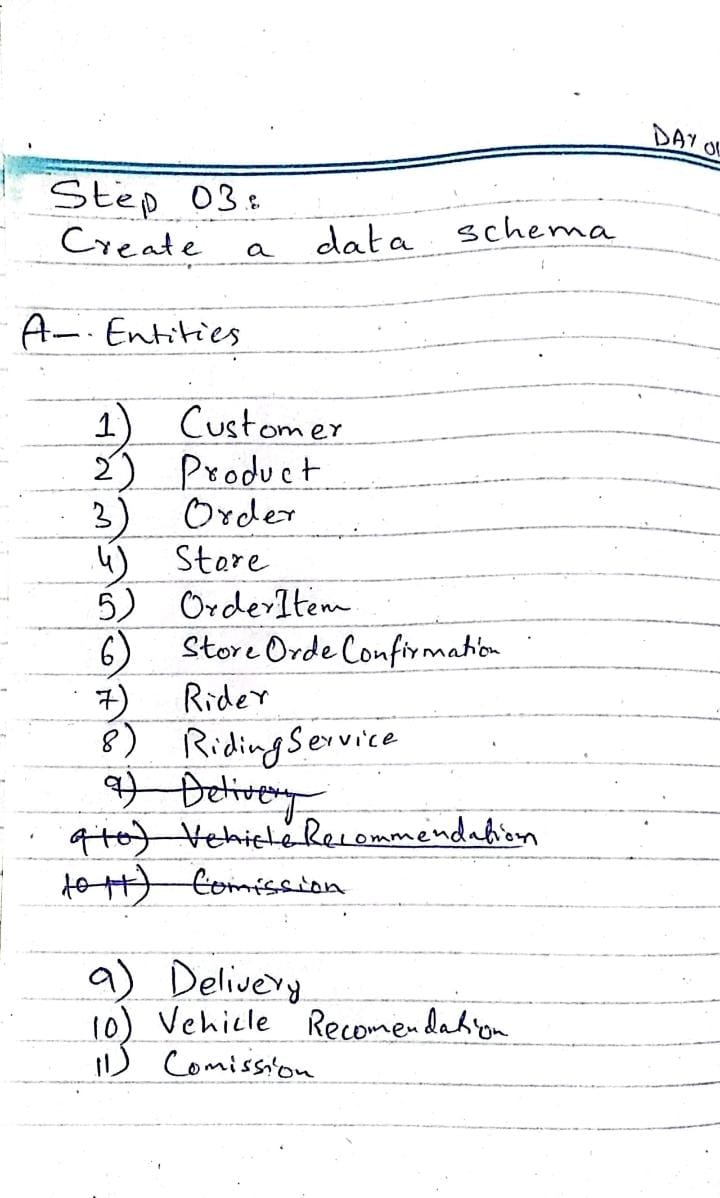 DAY 01
Step 03:
Create a data schema
A-. Entities
1) Customer
2) Product
3) Order
4) Store
5) OrderItem
6) Store Orde Confirmation
7) Rider
8) RidingService
9) Delivery
9 10) Vehicle Recommendation
10 11) Comission
9) Delivery
10) Vehicle Recomendation
11) Comission